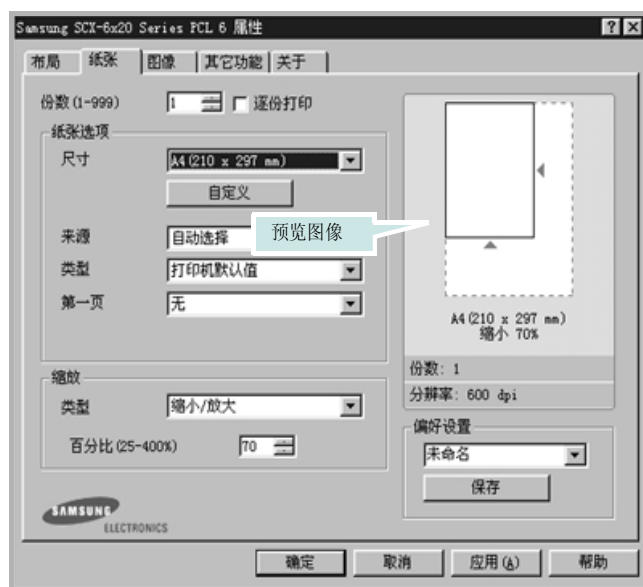 Samsung SCX-6x20 Series PCL 6 属性
布局 纸张 图像 其它功能 关于
份数(1-999) 1 逐份打印
纸张选项
尺寸 A4(210 x 297 mm)
自定义
来源 自动选择
预览图像
类型 打印机默认值
第一页 无
缩放
类型 缩小/放大
百分比(25-400%) 70
A4(210 x 297 mm)
缩小 70%
份数: 1
分辨率: 600 dpi
偏好设置
未命名
保存
SAMSUNG
ELECTRONICS
确定 取消 应用(A) 帮助